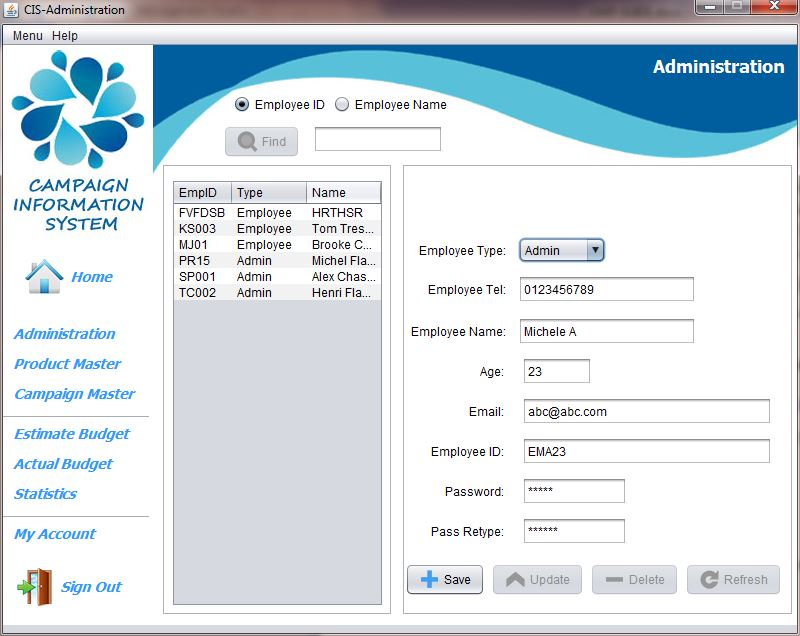 CIS-Administration
Menu Help
Administration
CAMPAIGN
INFORMATION
SYSTEM
Home
Administration
Product Master
Campaign Master
Estimate Budget
Actual Budget
Statistics
My Account
Sign Out
Employee ID Employee Name
Find
EmpID Type Name
FVFDSB Employee HRTHSR
KS003 Employee Tom Tres...
MJ01 Employee Brooke C...
PR15 Admin Michel Fla...
SP001 Admin Alex Chas...
TC002 Admin Henri Fla...
Employee Type: Admin
Employee Tel: 0123456789
Employee Name: Michele A
Age: 23
Email: abc@abc.com
Employee ID: EMA23
Password: *****
Pass Retype: ******
Save Update Delete Refresh